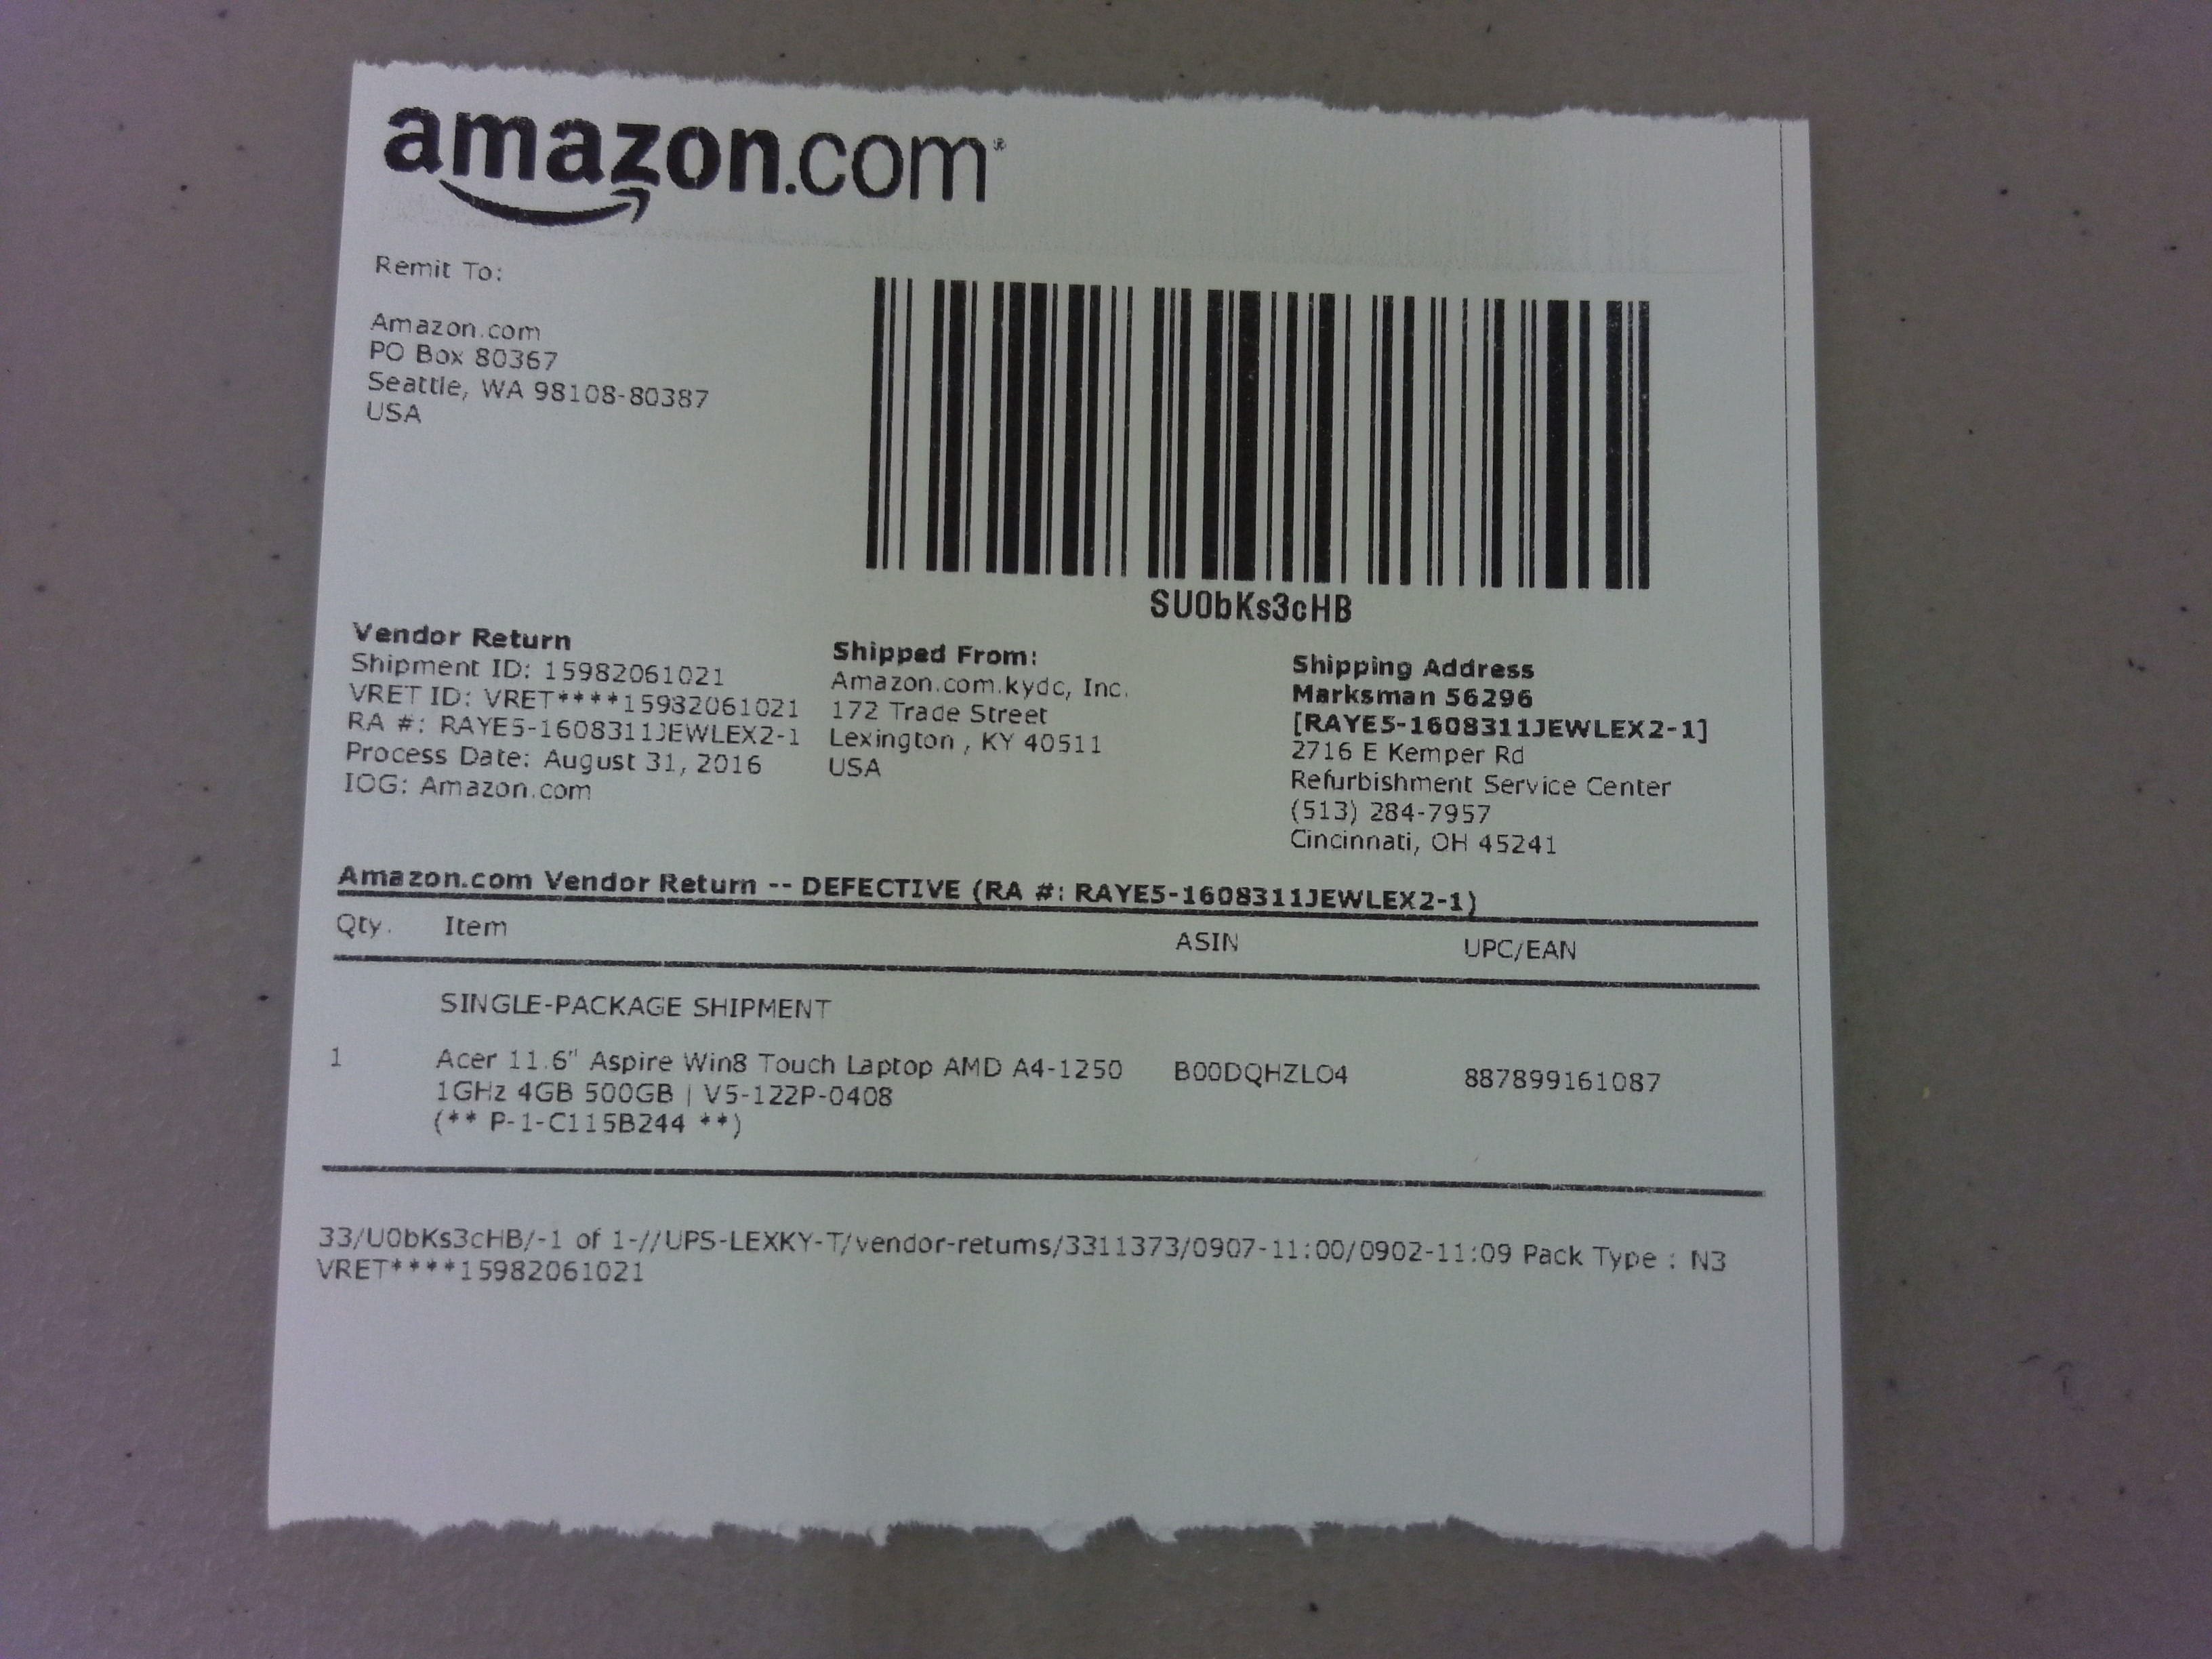 amazon.com
Remit To:
Amazon.com
PO Box 80367
Seattle, WA 98108-80387
USA
SU0bKs3cHB
Vendor Return
Shipment ID: 15982061021
VRET ID: VRET****15982061021
RA #: RAYE5-1608311JEWLEX2-1
Process Date: August 31, 2016
IOG: Amazon.com
Shipped From:
Amazon.com.kydc, Inc.
172 Trade Street
Lexington , KY 40511
USA
Shipping Address
Marksman 56296
[RAYE5-1608311JEWLEX2-1]
2716 E Kemper Rd
Refurbishment Service Center
(513) 284-7957
Cincinnati, OH 45241
Amazon.com Vendor Return -- DEFECTIVE (RA #: RAYE5-1608311JEWLEX2-1)
Qty. Item ASIN UPC/EAN
SINGLE-PACKAGE SHIPMENT
1 Acer 11.6" Aspire Win8 Touch Laptop AMD A4-1250 B00DQHZLO4 887899161087
1GHz 4GB 500GB | V5-122P-0408
(** P-1-C115B244 **)
33/U0bKs3cHB/-1 of 1-//UPS-LEXKY-T/vendor-returns/3311373/0907-11:00/0902-11:09 Pack Type : N3
VRET****15982061021